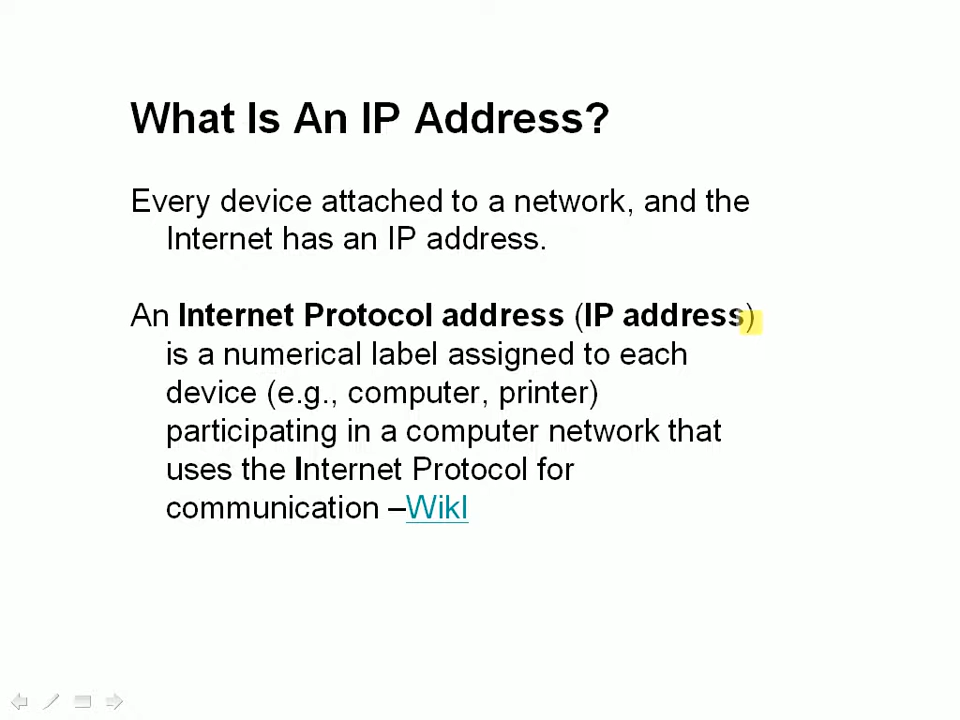 What Is An IP Address?
Every device attached to a network, and the
Internet has an IP address.
An Internet Protocol address (IP address)
is a numerical label assigned to each
device (e.g., computer, printer)
participating in a computer network that
uses the Internet Protocol for
communication –WikI